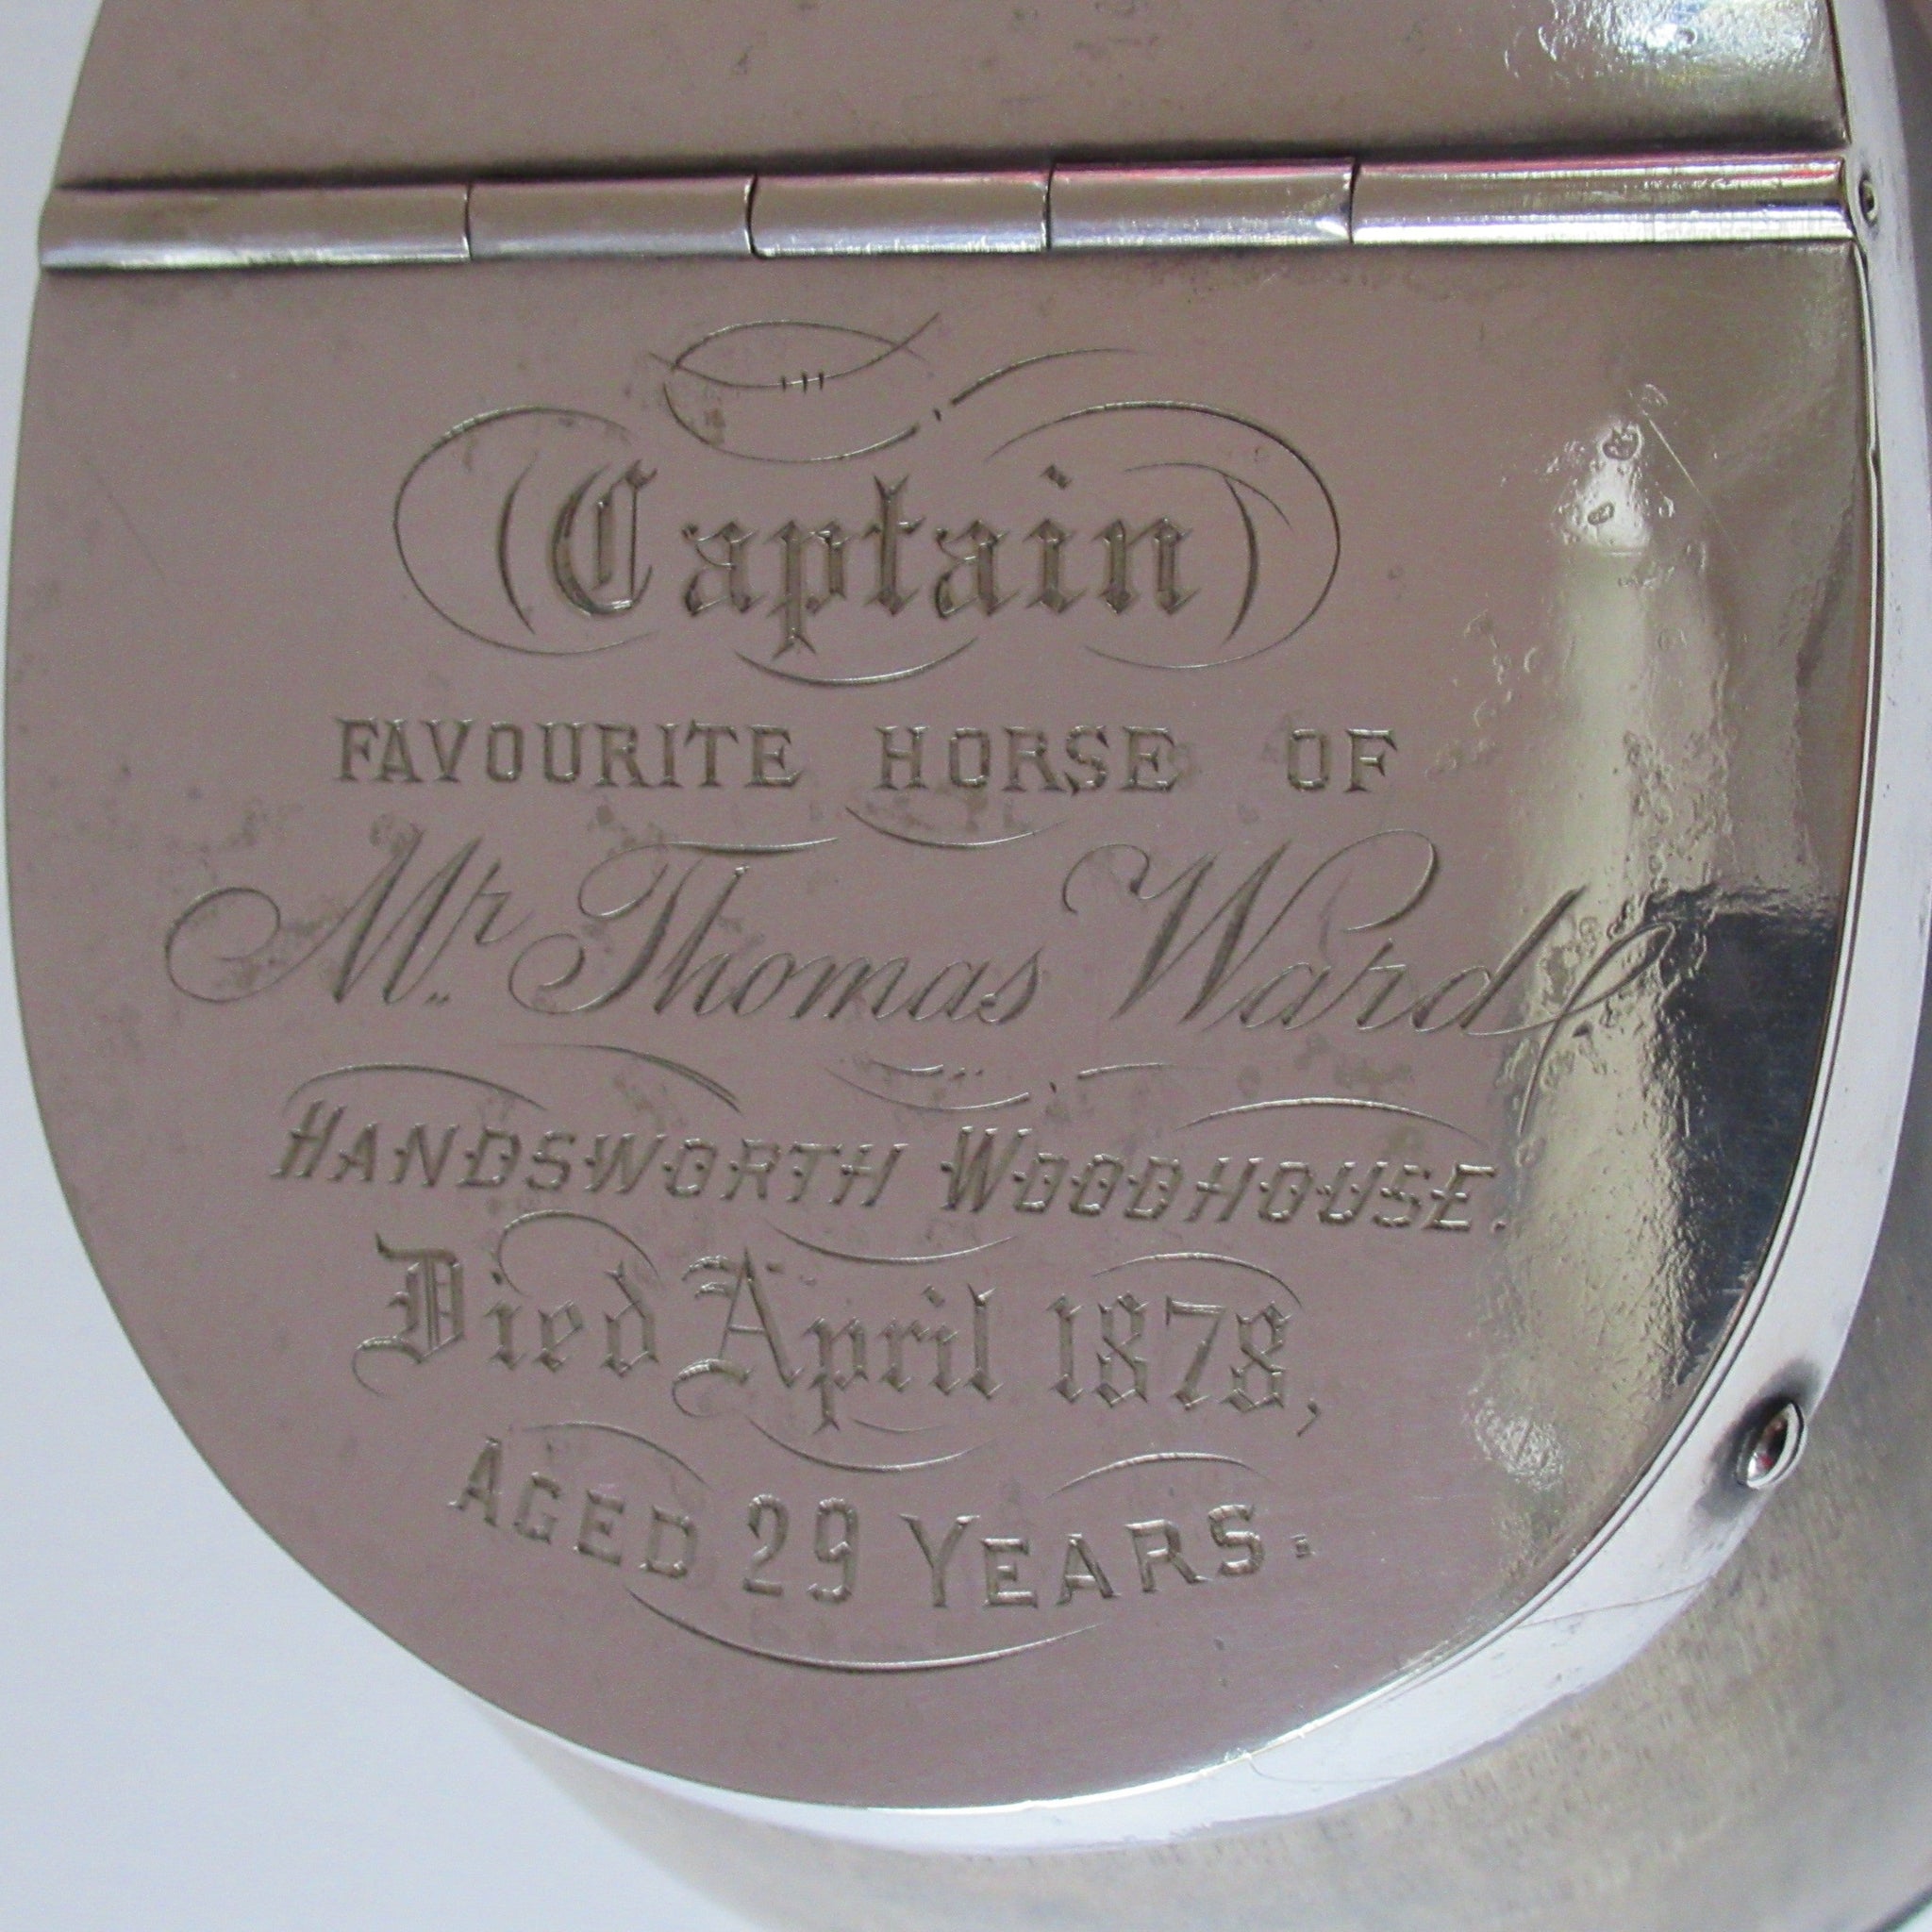 Captain
FAVOURITE HORSE OF
Mr Thomas Ward
HANDSWORTH WOODHOUSE.
Died April 1878,
AGED 29 YEARS.